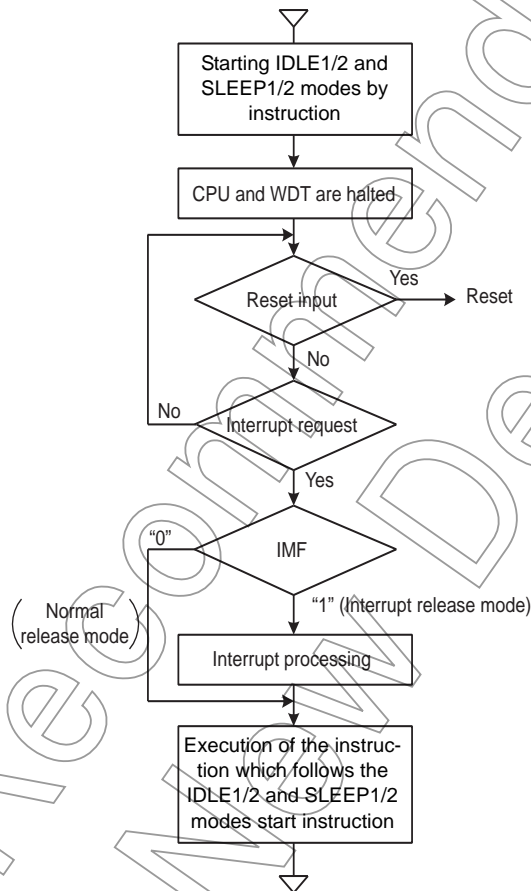 Starting IDLE1/2 and
SLEEP1/2 modes by
instruction
CPU and WDT are halted
Reset input
Yes
Reset
No
Interrupt request
No
Yes
IMF
“0”
(Normal
release mode)
“1” (Interrupt release mode)
Interrupt processing
Execution of the instruc-
tion which follows the
IDLE1/2 and SLEEP1/2
modes start instruction